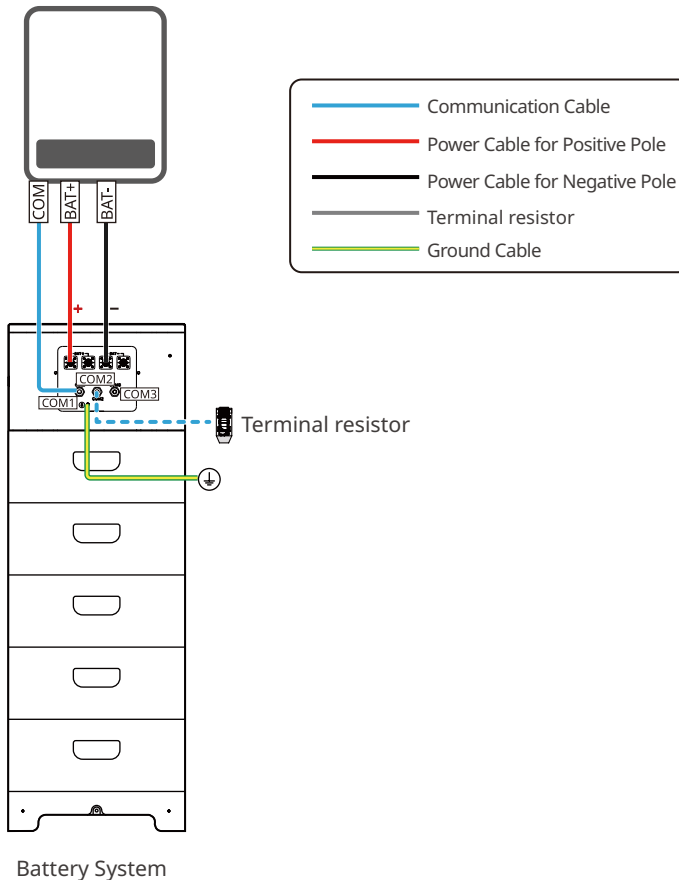 COM
BAT+
BAT-
Communication Cable
Power Cable for Positive Pole
Power Cable for Negative Pole
Terminal resistor
Ground Cable
+
−
COM2
COM1
COM3
Terminal resistor
Battery System